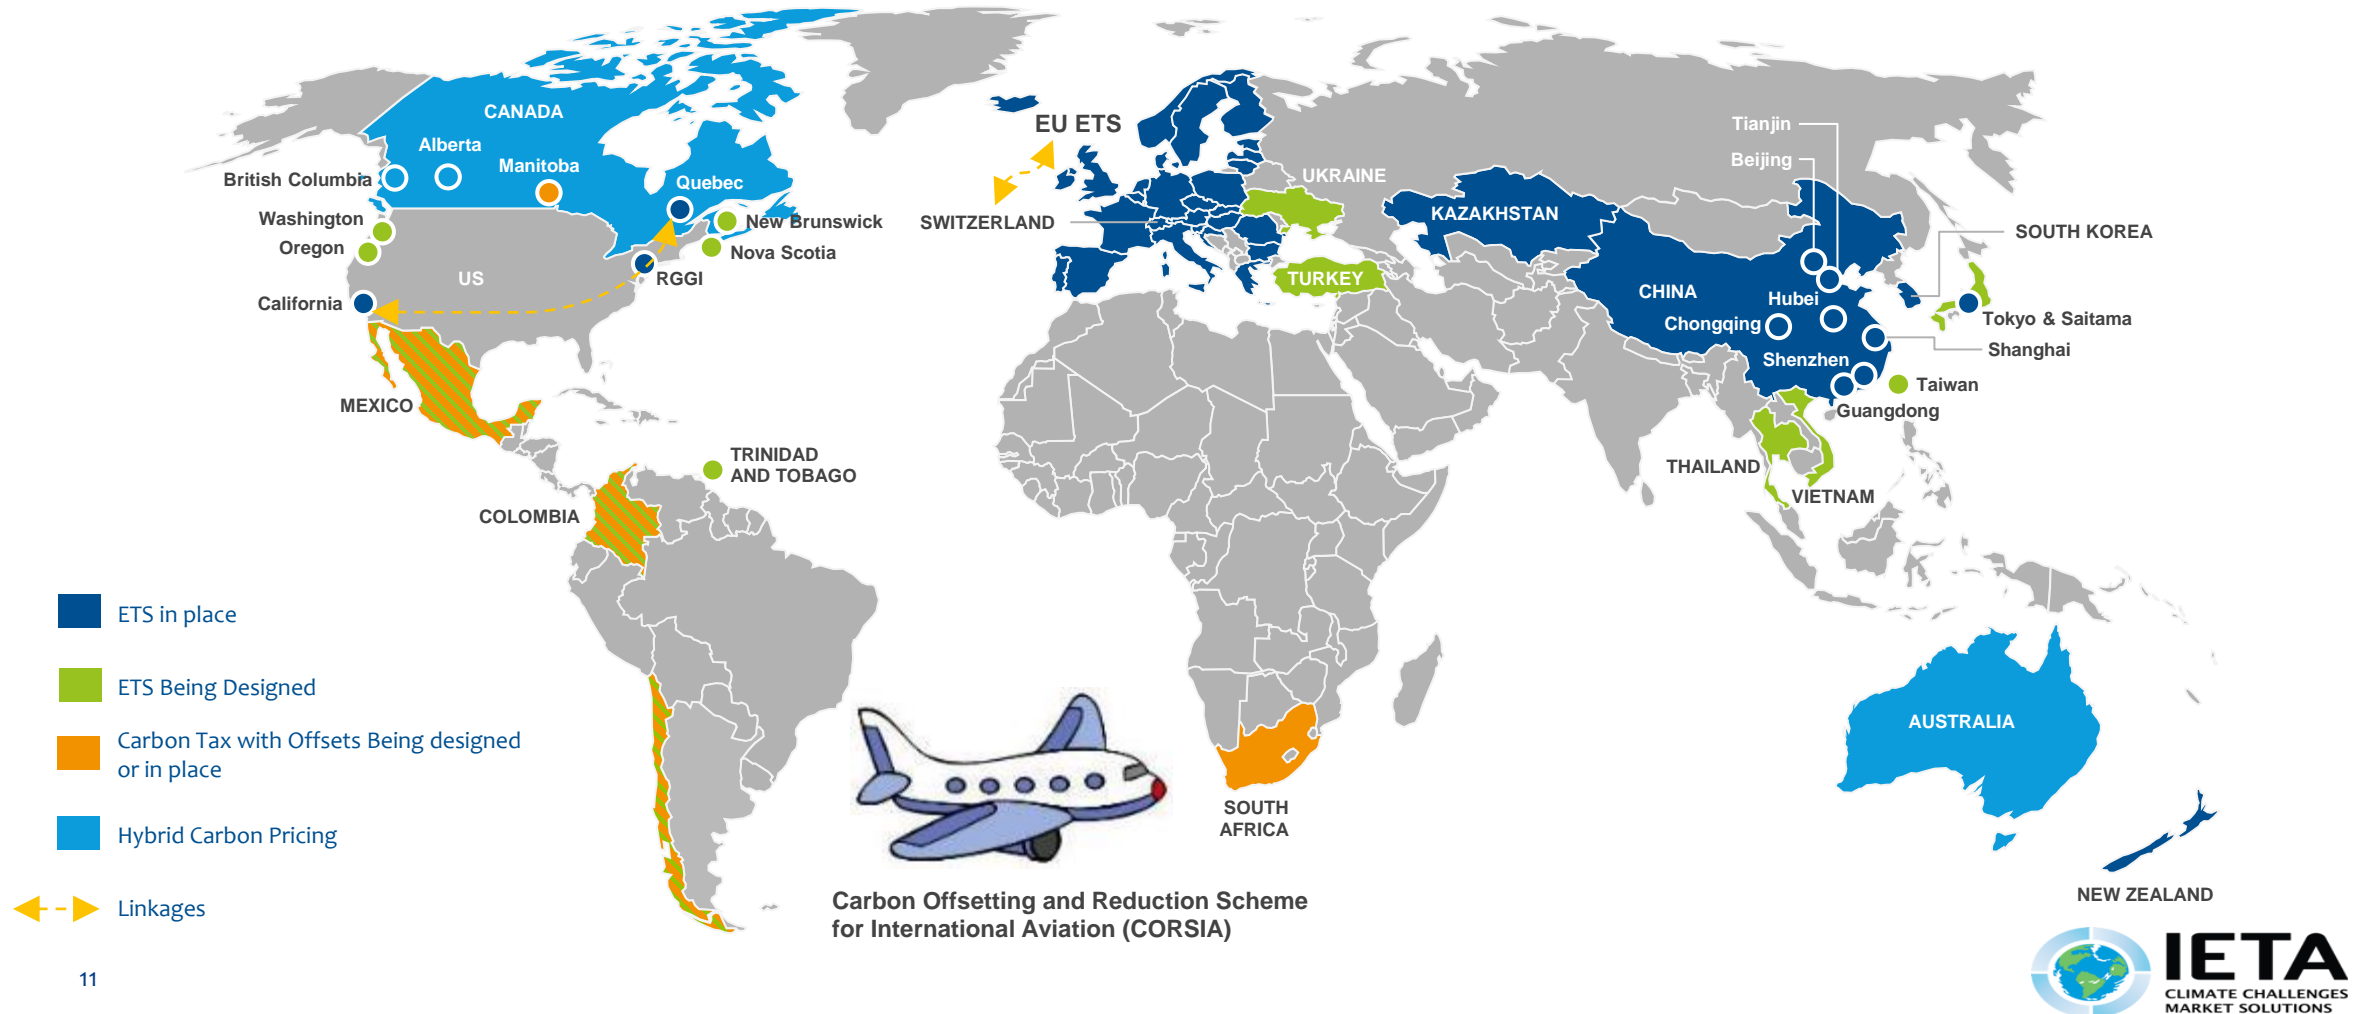 CANADA
Alberta
Manitoba
British Columbia
Quebec
Washington
New Brunswick
Oregon
Nova Scotia
US
RGGI
California
MEXICO
TRINIDAD
AND TOBAGO
COLOMBIA
EU ETS
SWITZERLAND
UKRAINE
TURKEY
KAZAKHSTAN
Tianjin
Beijing
SOUTH KOREA
CHINA
Hubei
Chongqing
Tokyo & Saitama
Shanghai
Shenzhen
Taiwan
Guangdong
THAILAND
VIETNAM
AUSTRALIA
SOUTH
AFRICA
NEW ZEALAND
ETS in place
ETS Being Designed
Carbon Tax with Offsets Being designed
or in place
Hybrid Carbon Pricing
Linkages
Carbon Offsetting and Reduction Scheme
for International Aviation (CORSIA)
11
IETA
CLIMATE CHALLENGES
MARKET SOLUTIONS